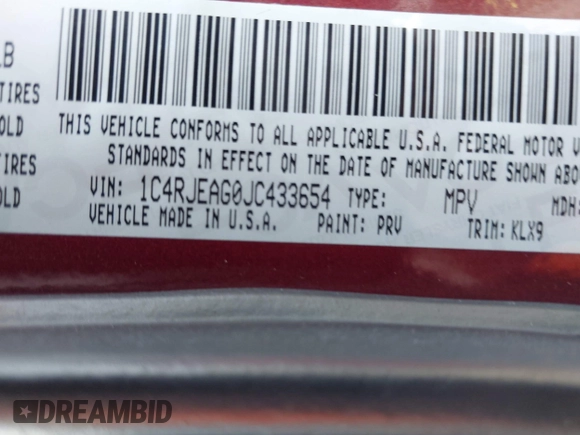 LB
TIRES
OLD
TIRES
OLD
THIS VEHICLE CONFORMS TO ALL APPLICABLE U.S.A. FEDERAL MOTOR V
STANDARDS IN EFFECT ON THE DATE OF MANUFACTURE SHOWN ABO
VIN: 1C4RJEAG0JC433654 TYPE: MPV MDH:
VEHICLE MADE IN U.S.A. PAINT: PRV TRIM: KLX9
DREAMBID